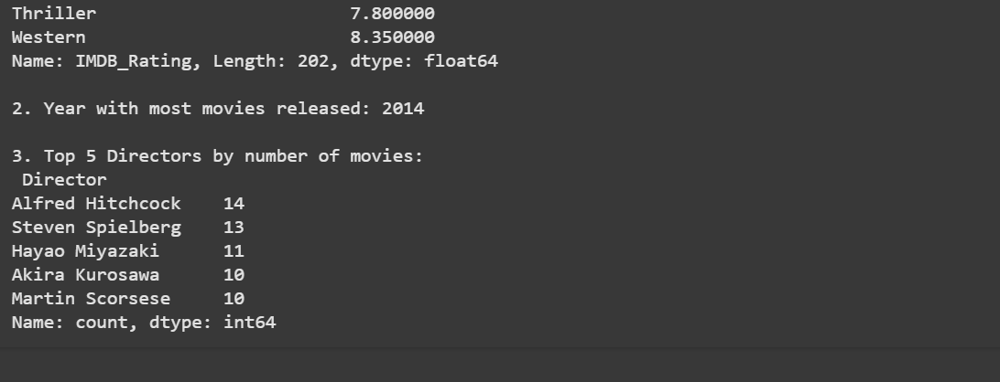 Thriller                        7.800000
Western                         8.350000
Name: IMDB_Rating, Length: 202, dtype: float64
2. Year with most movies released: 2014
3. Top 5 Directors by number of movies:
 Director
Alfred Hitchcock    14
Steven Spielberg    13
Hayao Miyazaki      11
Akira Kurosawa      10
Martin Scorsese     10
Name: count, dtype: int64